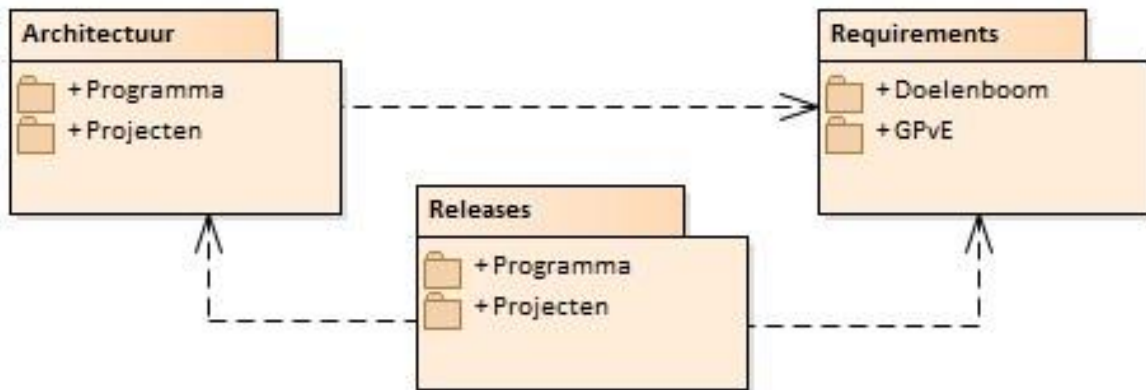 Architectuur
+ Programma
+ Projecten
Requirements
+ Doelenboom
+ GPvE
Releases
+ Programma
+ Projecten